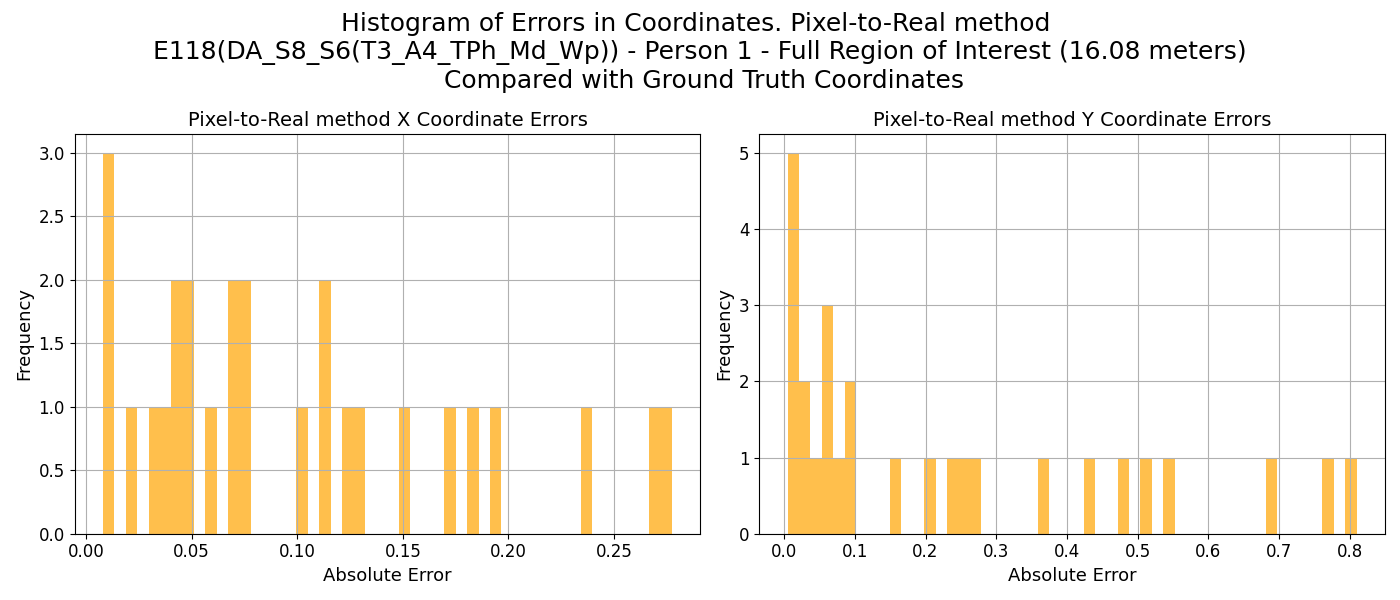 Histogram of Errors in Coordinates. Pixel-to-Real method
E118(DA_S8_S6(T3_A4_TPh_Md_Wp)) - Person 1 - Full Region of Interest (16.08 meters)
Compared with Ground Truth Coordinates
Pixel-to-Real method X Coordinate Errors
Frequency
3.0
2.5
2.0
1.5
1.0
0.5
0.0
0.00 0.05 0.10 0.15 0.20 0.25
Absolute Error
Pixel-to-Real method Y Coordinate Errors
Frequency
5
4
3
2
1
0
0.0 0.1 0.2 0.3 0.4 0.5 0.6 0.7 0.8
Absolute Error